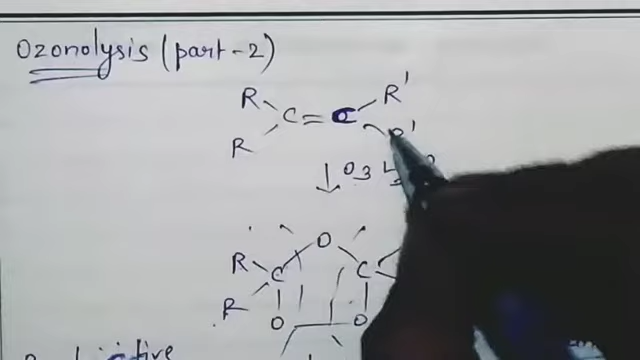 Ozonolysis (part-2)
R R'
C = C
R R'
↓ O3
O
R C C
R
O O